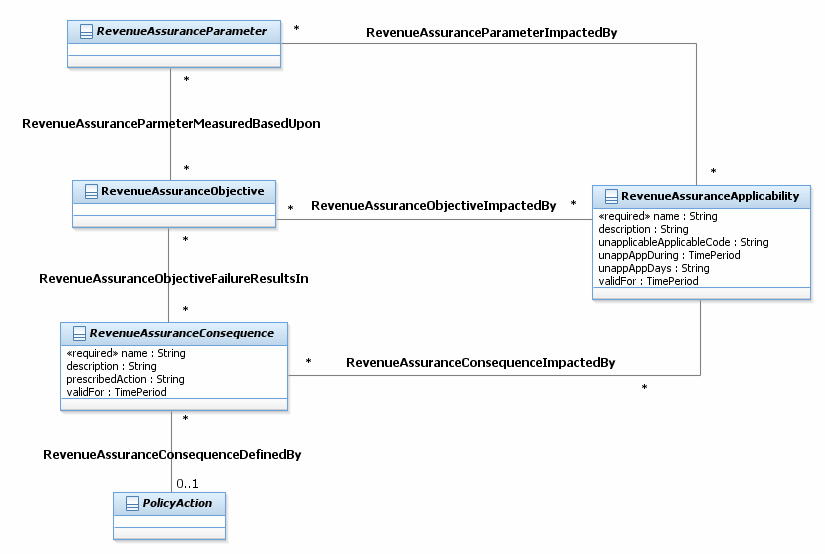 RevenueAssuranceParameter
*
RevenueAssuranceParameterImpactedBy
*
RevenueAssuranceParmeterMeasuredBasedUpon
*
*
RevenueAssuranceObjective
*
RevenueAssuranceObjectiveImpactedBy
*
RevenueAssuranceApplicability
«required» name : String
description : String
unapplicableApplicableCode : String
unappAppDuring : TimePeriod
unappAppDays : String
validFor : TimePeriod
*
RevenueAssuranceObjectiveFailureResultsIn
*
RevenueAssuranceConsequence
«required» name : String
description : String
prescribedAction : String
validFor : TimePeriod
*
RevenueAssuranceConsequenceImpactedBy
*
*
RevenueAssuranceConsequenceDefinedBy
0..1
PolicyAction